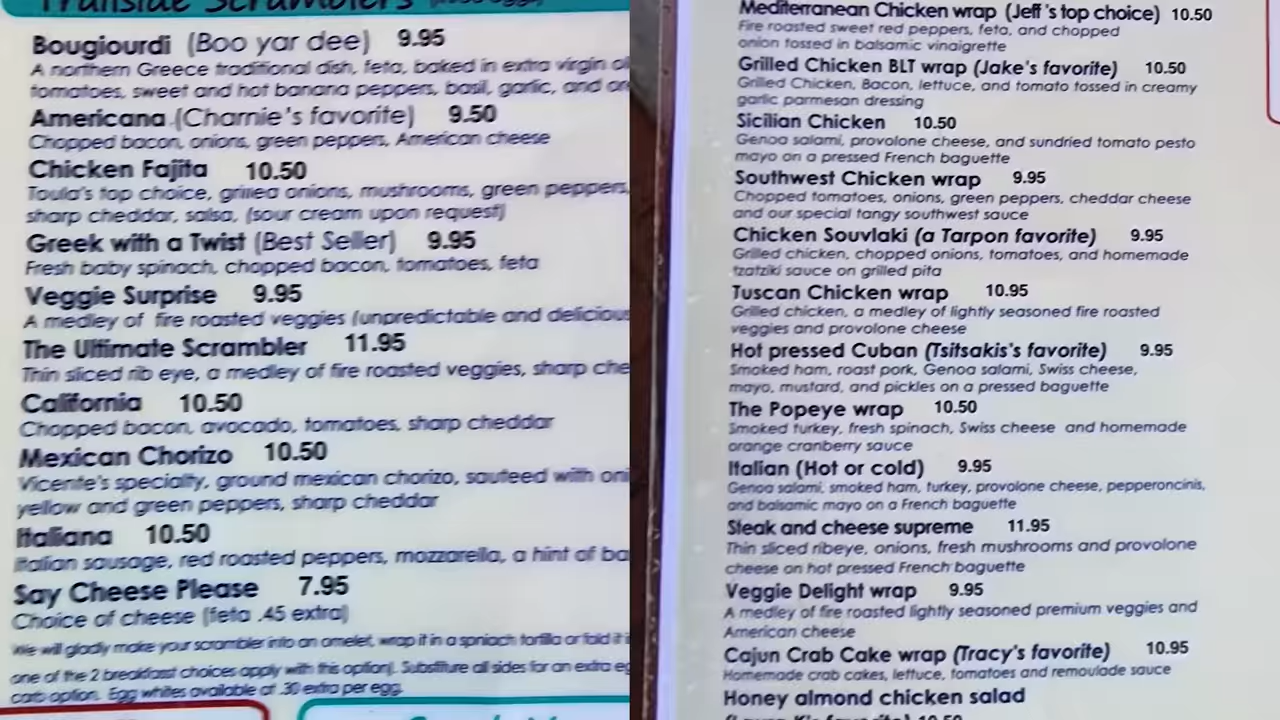 Trailside Scramblers
Bougiourdi (Boo yar dee) 9.95
A northern Greece traditional dish, feta, baked in extra virgin
tomatoes, sweet and hot banana peppers, basil, garlic, and
Americana (Charnie's favorite) 9.50
Chopped bacon, onions, green peppers, American cheese
Chicken Fajita 10.50
Toula's top choice, grilled onions, mushrooms, green peppers,
sharp cheddar, salsa, (sour cream upon request)
Greek with a Twist (Best Seller) 9.95
Fresh baby spinach, chopped bacon, tomatoes, feta
Veggie Surprise 9.95
A medley of fire roasted veggies (unpredictable and delicious
The Ultimate Scrambler 11.95
Thin sliced rib eye, a medley of fire roasted veggies, sharp che
California 10.50
Chopped bacon, avocado, tomatoes, sharp cheddar
Mexican Chorizo 10.50
Vicente's specialty, ground mexican chorizo, sauteed with oni
yellow and green peppers, sharp cheddar
Italiana 10.50
Italian sausage, red roasted peppers, mozzarella, a hint of ba
Say Cheese Please 7.95
Choice of cheese (feta .45 extra)
We will gladly make your scrambler into an omelet, wrap it in a spniach tortilla or fold it
one of the 2 breakfast choices apply with this option). Substiture all sides for an extra eg
carb option. Egg whites available at .30 extra per egg.
Mediterranean Chicken wrap (Jeff's top choice) 10.50
Fire roasted sweet red peppers, feta, and chopped
onion tossed in balsamic vinaigrette
Grilled Chicken BLT wrap (Jake's favorite) 10.50
Grilled Chicken, Bacon, lettuce, and tomato tossed in creamy
garlic parmesan dressing
Sicilian Chicken 10.50
Genoa salami, provolone cheese, and sundried tomato pesto
mayo on a pressed French baguette
Southwest Chicken wrap 9.95
Chopped tomatoes, onions, green peppers, cheddar cheese
and our special tangy southwest sauce
Chicken Souvlaki (a Tarpon favorite) 9.95
Grilled chicken, chopped onions, tomatoes, and homemade
tzatziki sauce on grilled pita
Tuscan Chicken wrap 10.95
Grilled chicken, a medley of lightly seasoned fire roasted
veggies and provolone cheese
Hot pressed Cuban (Tsitsakis's favorite) 9.95
Smoked ham, roast pork, Genoa salami, Swiss cheese,
mayo, mustard, and pickles on a pressed baguette
The Popeye wrap 10.50
Smoked turkey, fresh spinach, Swiss cheese and homemade
orange cranberry sauce
Italian (Hot or cold) 9.95
Genoa salami, smoked ham, turkey, provolone cheese, pepperoncinis,
and balsamic mayo on a French baguette
Steak and cheese supreme 11.95
Thin sliced ribeye, onions, fresh mushrooms and provolone
cheese on hot pressed French baguette
Veggie Delight wrap 9.95
A medley of fire roasted lightly seasoned premium veggies and
American cheese
Cajun Crab Cake wrap (Tracy's favorite) 10.95
Homemade crab cakes, lettuce, tomatoes and remoulade sauce
Honey almond chicken salad
10.50